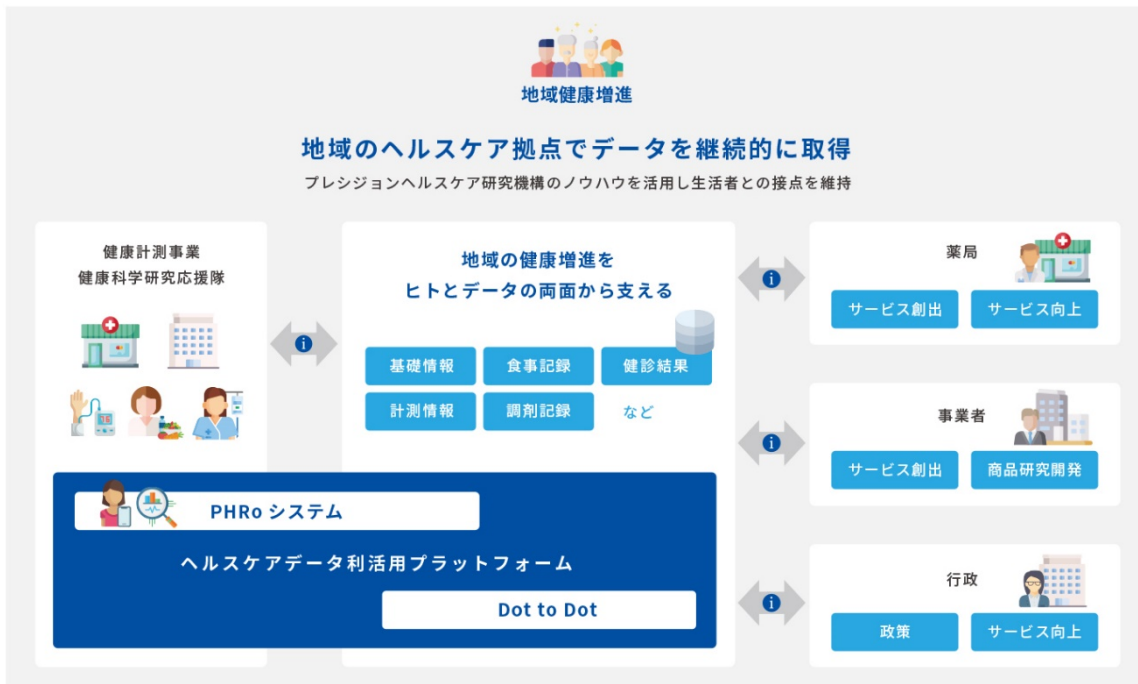 地域健康増進
地域のヘルスケア拠点でデータを継続的に取得
プレシジョンヘルスケア研究機構のノウハウを活用し生活者との接点を維持
健康計測事業
健康科学研究応援隊
地域の健康増進を
ヒトとデータの両面から支える
基礎情報
食事記録
健診結果
計測情報
調剤記録
など
PHRo システム
ヘルスケアデータ利活用プラットフォーム
Dot to Dot
i
i
i
i
薬局
サービス創出
サービス向上
事業者
サービス創出
商品研究開発
行政
政策
サービス向上